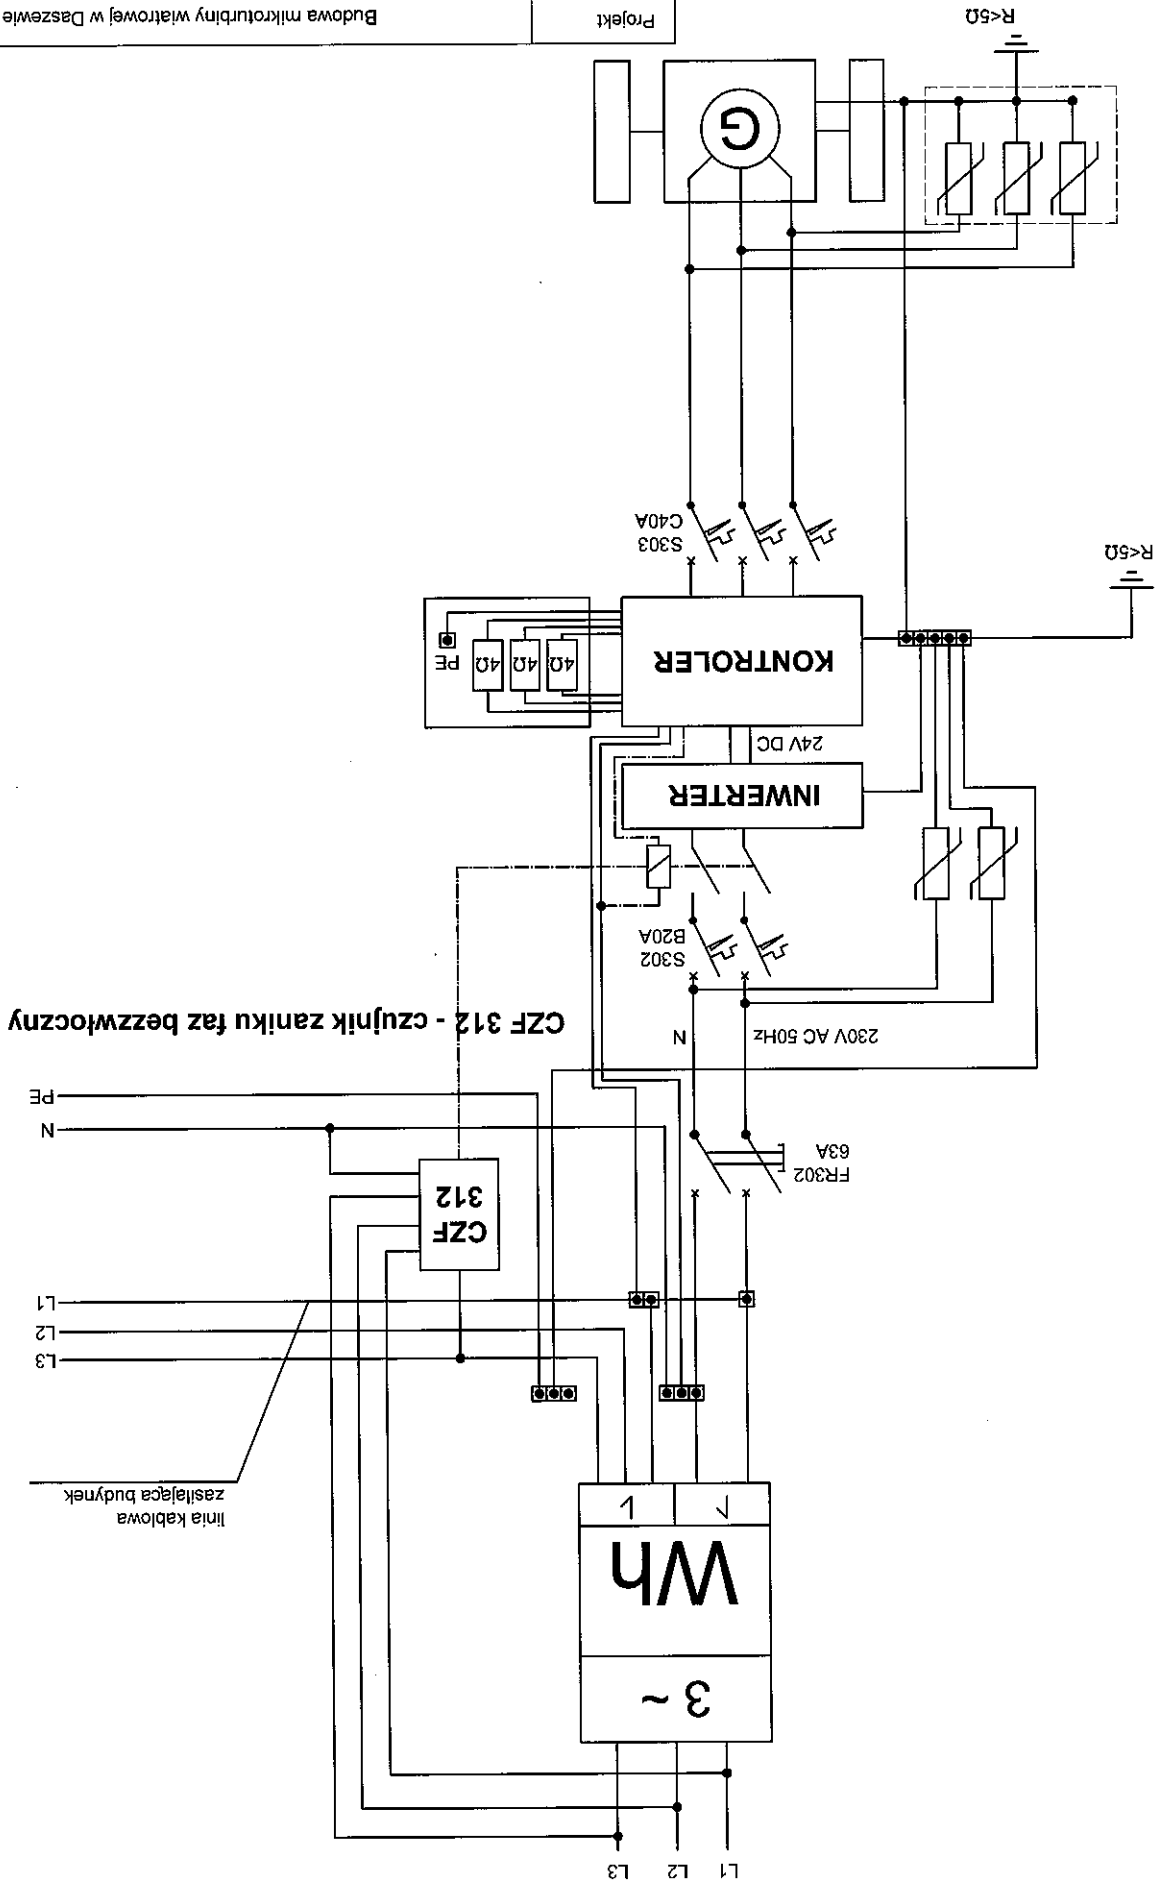 L1 L2 L3
3 ~
Wh
linia kablowa
zasilająca budynek
L3
L2
L1
CZF
312
FR302
63A
N
PE
230V AC 50Hz
N
CZF 312 - czujnik zaniku faz bezzwłoczny
S302
B20A
INWERTER
24V DC
KONTROLER
4Ω 4Ω 4Ω PE
R<5Ω
S303
C40A
G
R<5Ω
Projekt
Budowa mikroturbiny wiatrowej w Daszewie